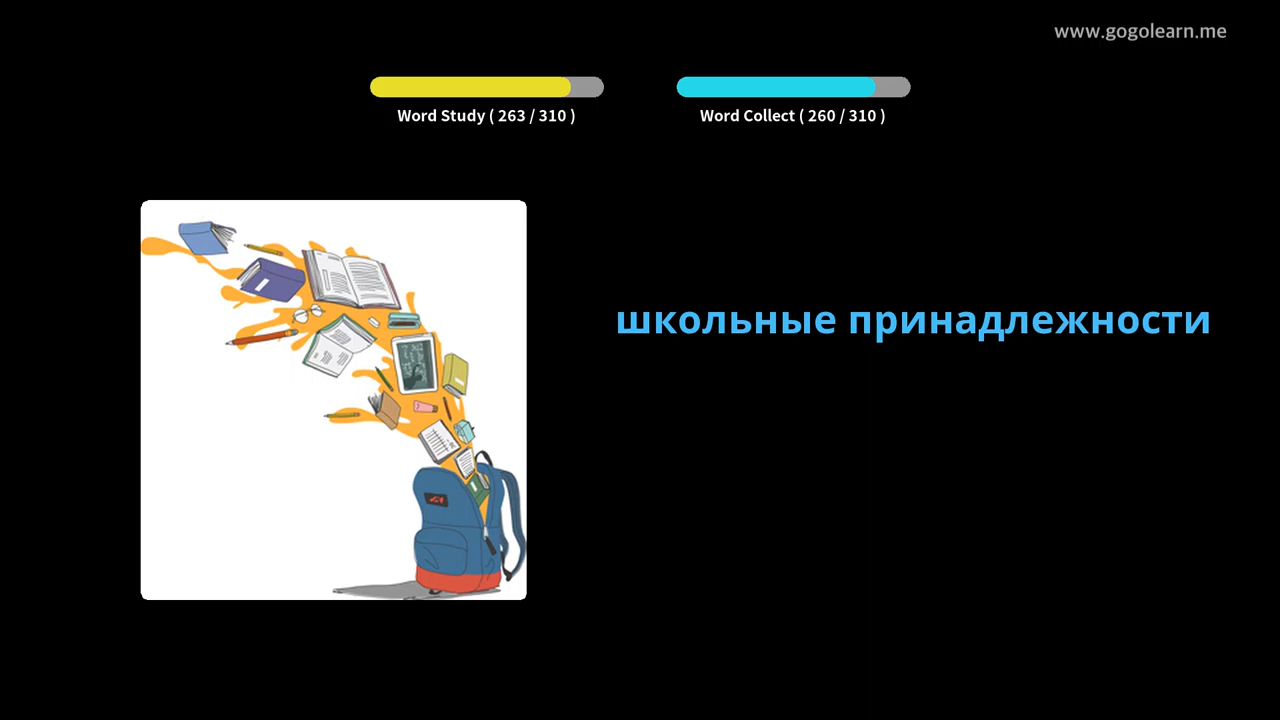 www.gogolearn.me
Word Study ( 263 / 310 )
Word Collect ( 260 / 310 )
школьные принадлежности